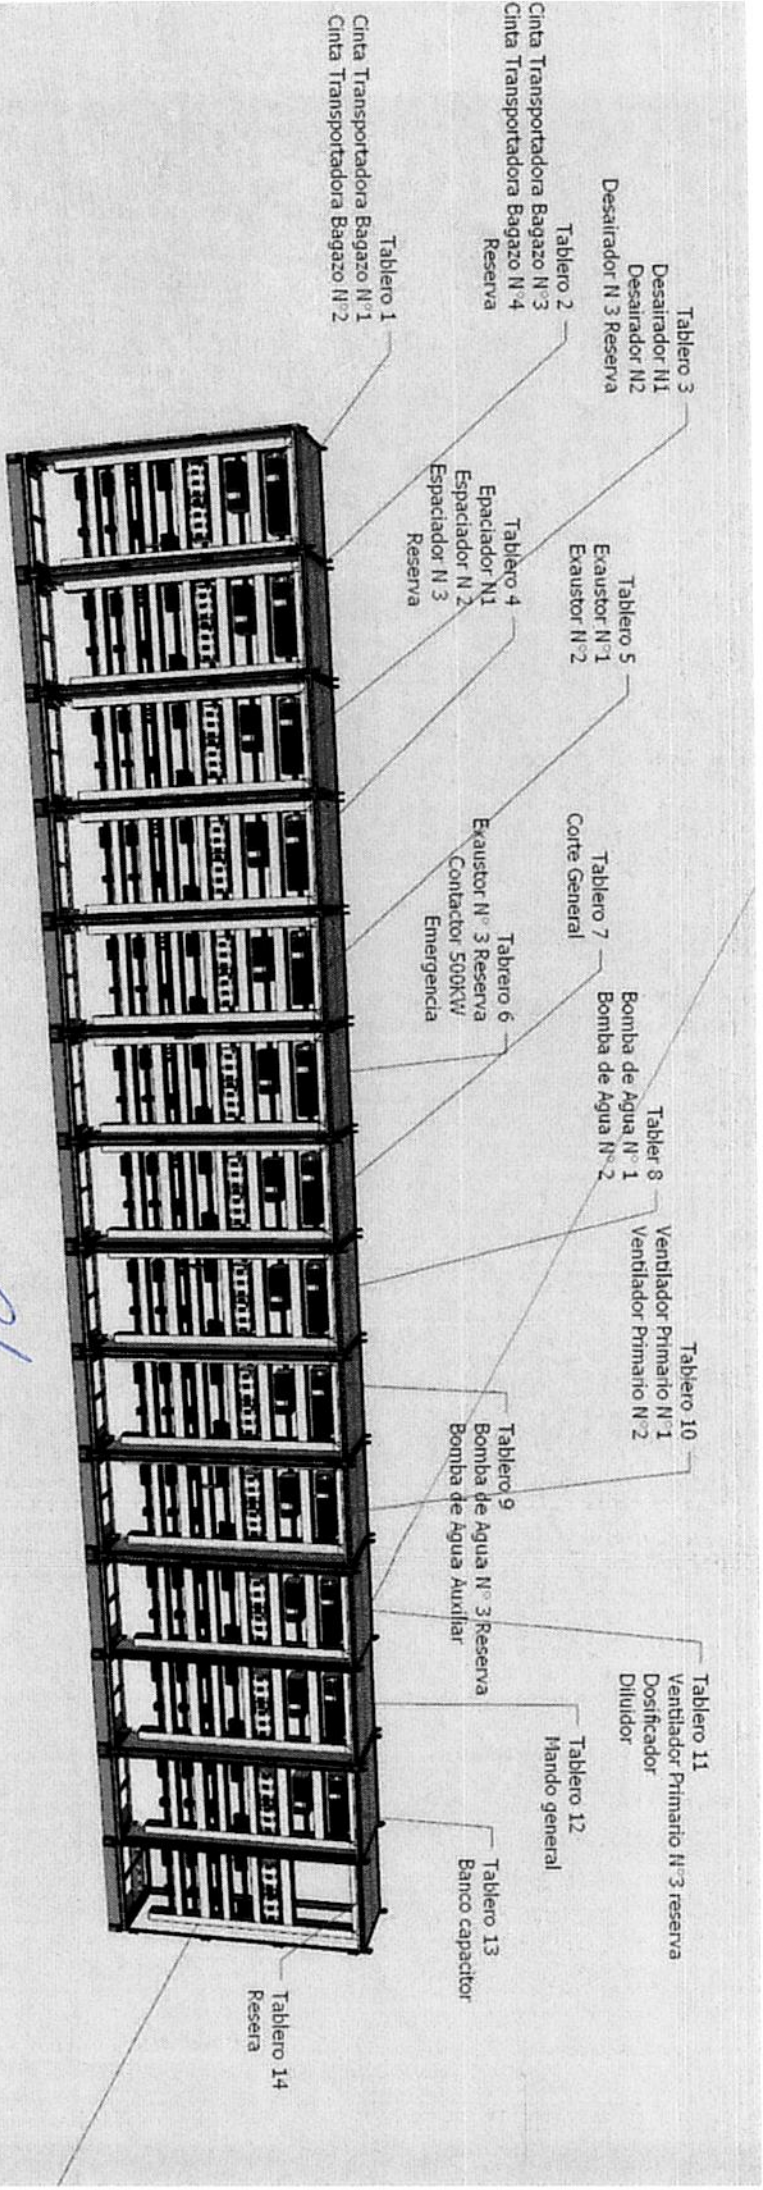 Tablero 1
Cinta Transportadora Bagazo N°1
Cinta Transportadora Bagazo N°2
Tablero 2
Cinta Transportadora Bagazo N°3
Cinta Transportadora Bagazo N°4
Reserva
Tablero 3
Desairador N1
Desairador N2
Desairador N 3 Reserva
Tablero 4
Epaciador N1
Espaciador N 2
Espaciador N 3
Reserva
Tablero 5
Exaustor N°1
Exaustor N°2
Tabrero 6
Exaustor N° 3 Reserva
Contactor 500KW
Emergencia
Tablero 7
Corte General
Tabler 8
Bomba de Agua N° 1
Bomba de Agua N° 2
Tablero 9
Bomba de Agua N° 3 Reserva
Bomba de Agua Auxiliar
Tablero 10
Ventilador Primario N°1
Ventilador Primario N°2
Tablero 11
Ventilador Primario N°3 reserva
Dosificador
Diluidor
Tablero 12
Mando general
Tablero 13
Banco capacitor
Tablero 14
Resera